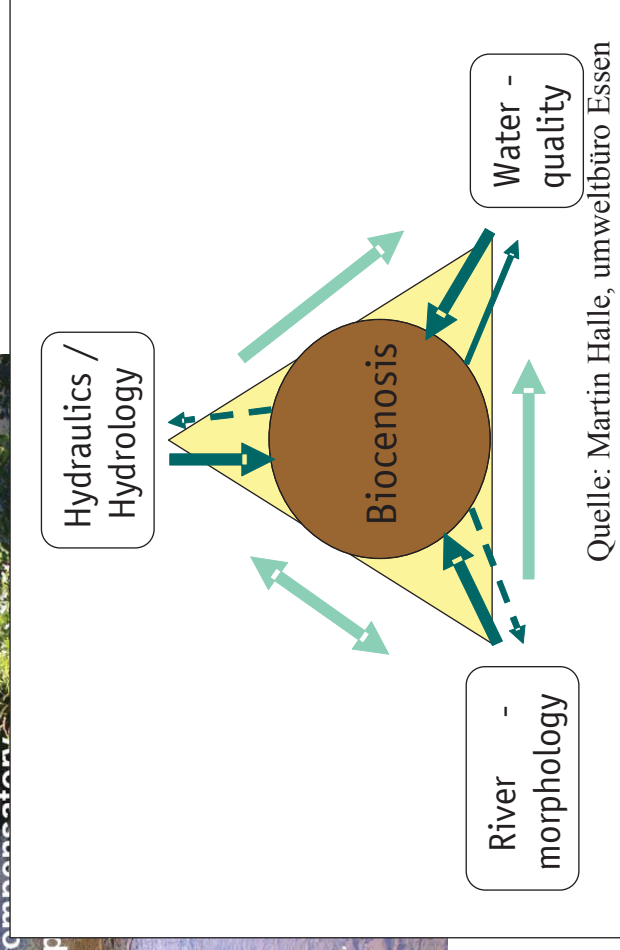 Hydraulics /
Hydrology
Biocenosis
River -
morphology
Water -
quality
Quelle: Martin Halle, umweltbüro Essen